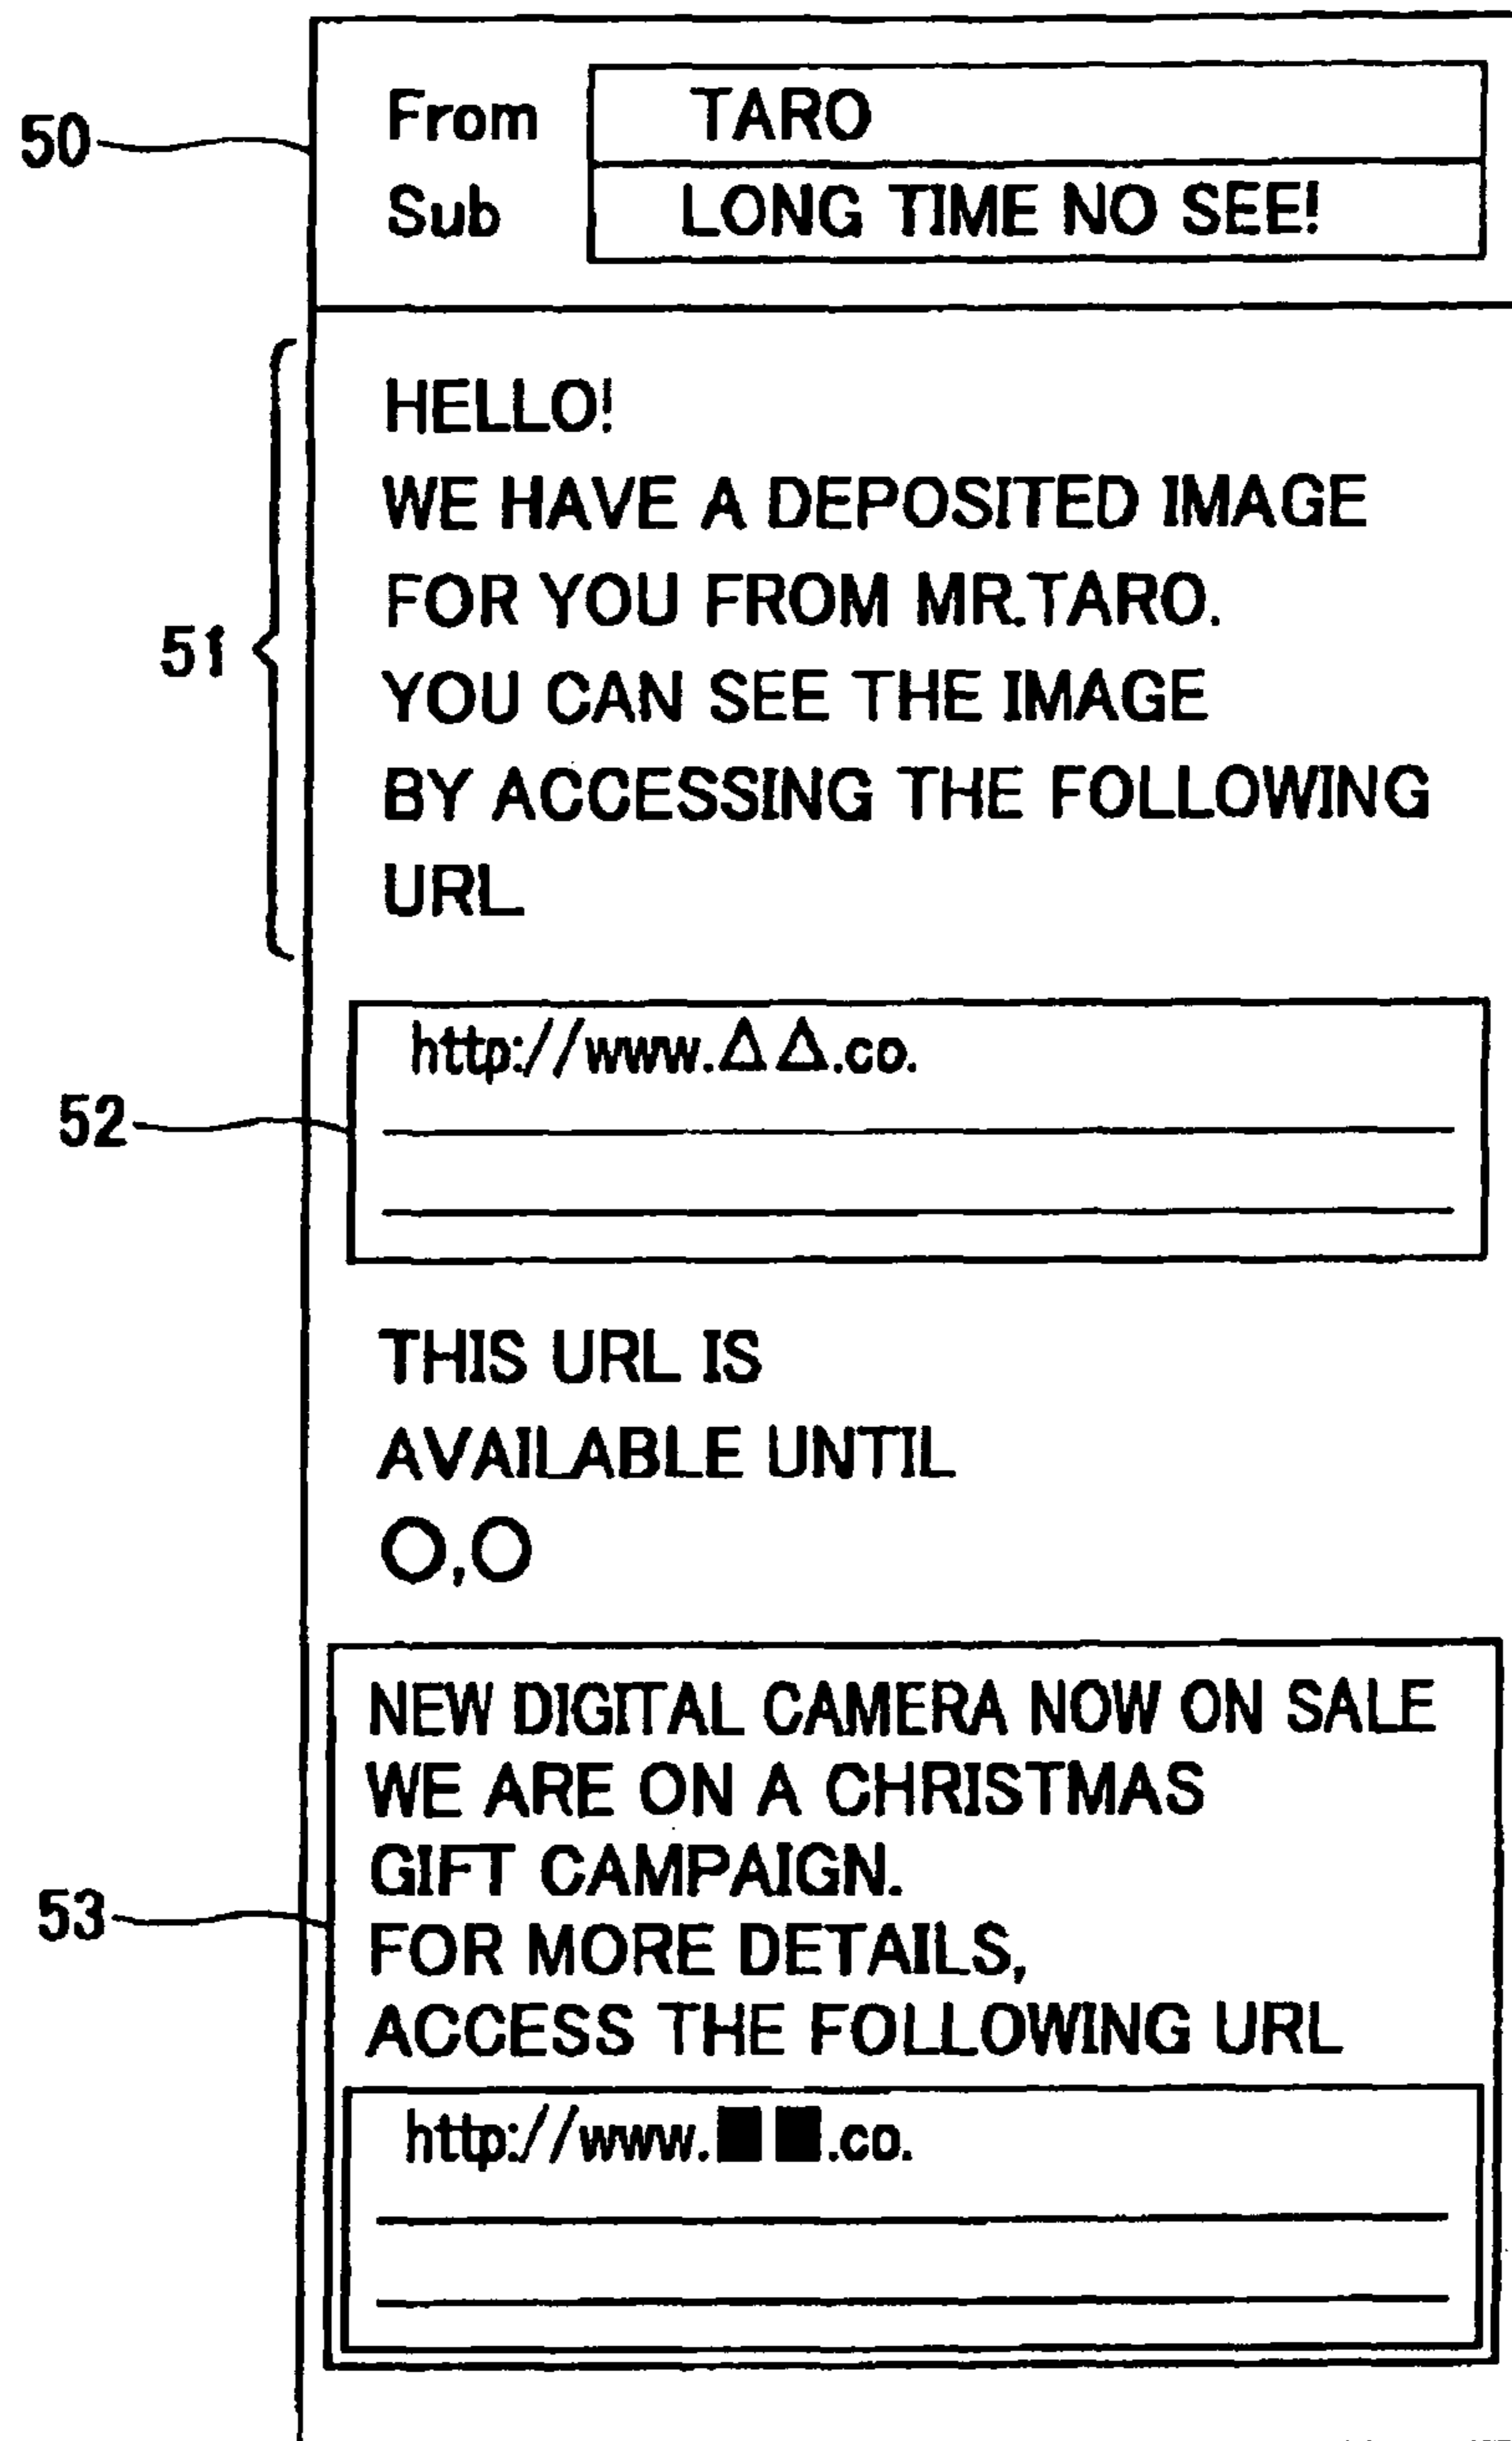 50
From TARO
Sub LONG TIME NO SEE!
51
HELLO!
WE HAVE A DEPOSITED IMAGE
FOR YOU FROM MR.TARO.
YOU CAN SEE THE IMAGE
BY ACCESSING THE FOLLOWING
URL
52
http://www.△△.co.
THIS URL IS
AVAILABLE UNTIL
○,○
53
NEW DIGITAL CAMERA NOW ON SALE
WE ARE ON A CHRISTMAS
GIFT CAMPAIGN.
FOR MORE DETAILS,
ACCESS THE FOLLOWING URL
http://www.■■.co.